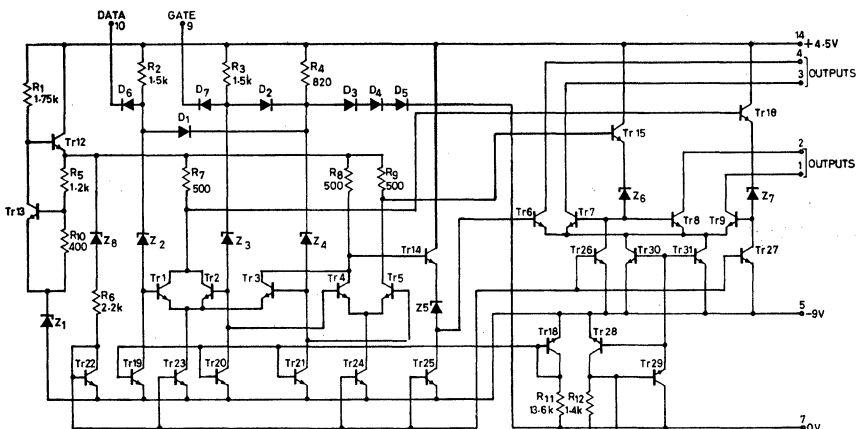 DATA
10
GATE
9
14
+4.5V
4
3
OUTPUTS
R1
1.75k
R2
1.5k
R3
1.5k
R4
820
D6
D7
D2
D3
D4
D5
D1
Tr12
Tr16
Tr15
2
1
OUTPUTS
R5
1.2k
R7
500
R8
500
R9
500
Tr13
R10
400
Z8
Z2
Z3
Z4
Z6
Z7
Tr6
Tr7
Tr8
Tr9
Tr14
Tr26
Tr30
Tr31
Tr27
R6
2.2k
Tr1
Tr2
Tr3
Tr4
Tr5
Z1
Z5
5
-9V
Tr18
Tr28
Tr22
Tr19
Tr23
Tr20
Tr21
Tr24
Tr25
Tr29
R11
13.6k
R12
1.4k
7
0V